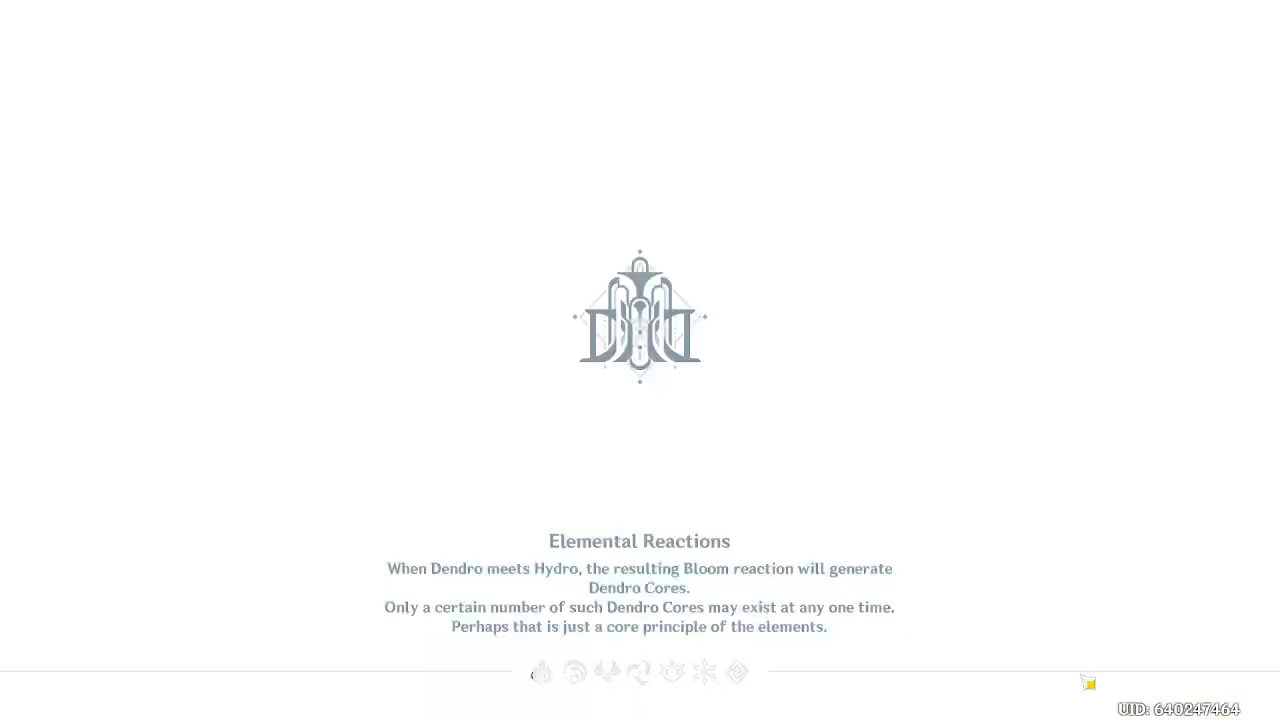 Elemental Reactions
When Dendro meets Hydro, the resulting Bloom reaction will generate
Dendro Cores.
Only a certain number of such Dendro Cores may exist at any one time.
Perhaps that is just a core principle of the elements.
UID: 640247464